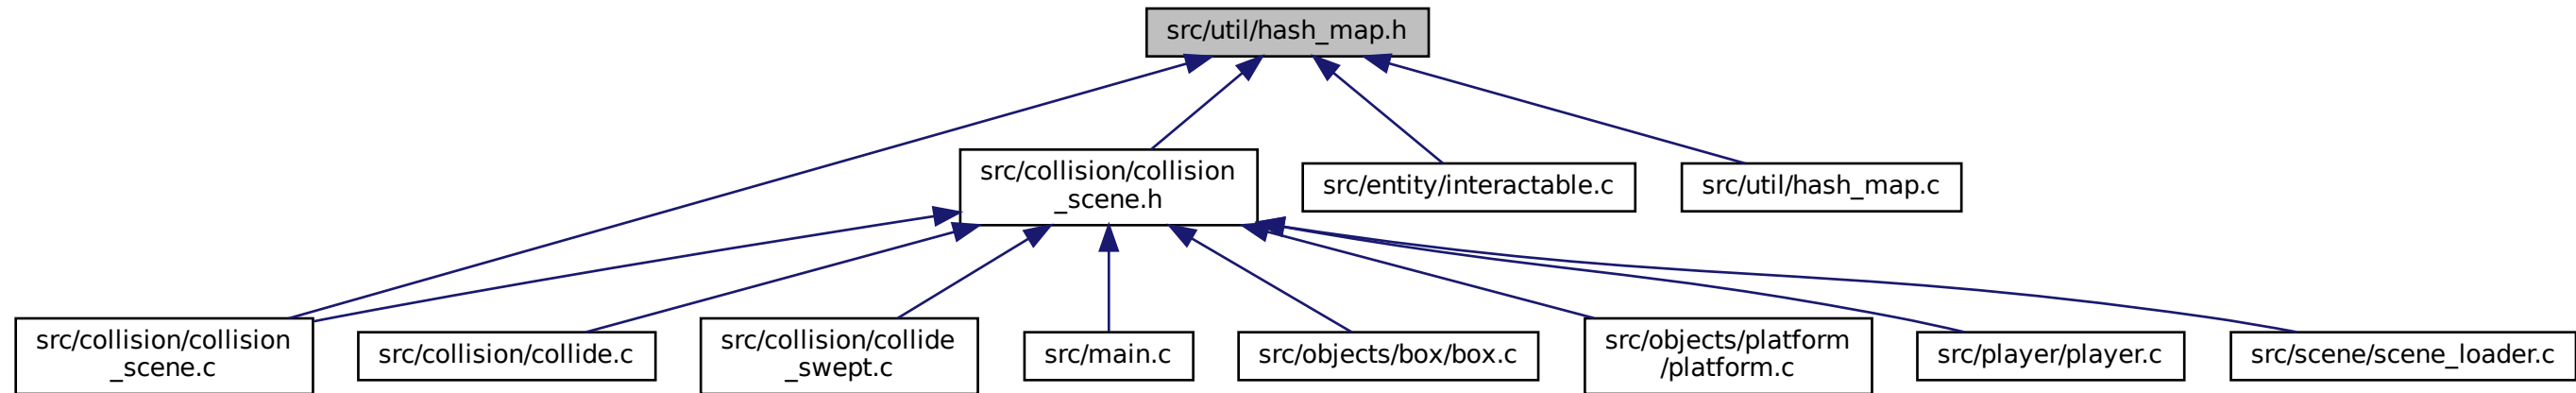 src/util/hash_map.h
src/collision/collision
_scene.h
src/entity/interactable.c
src/util/hash_map.c
src/collision/collision
_scene.c
src/collision/collide.c
src/collision/collide
_swept.c
src/main.c
src/objects/box/box.c
src/objects/platform
/platform.c
src/player/player.c
src/scene/scene_loader.c